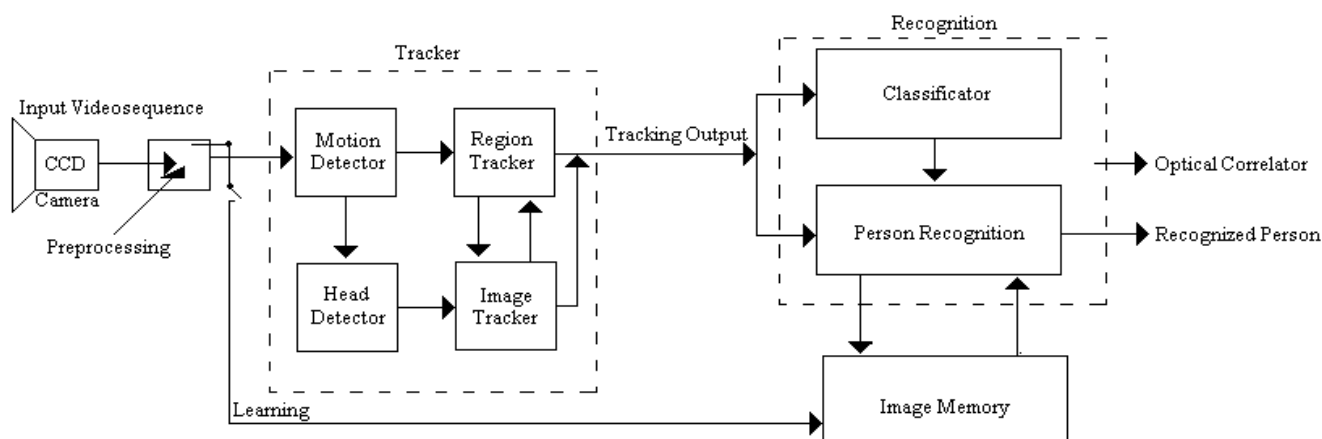 Recognition
Tracker
Classificator
Input Videosequence
Motion
Detector
Region
Tracker
Tracking Output
CCD
Camera
Optical Correlator
Preprocessing
Person Recognition
Recognized Person
Head
Detector
Image
Tracker
Learning
Image Memory